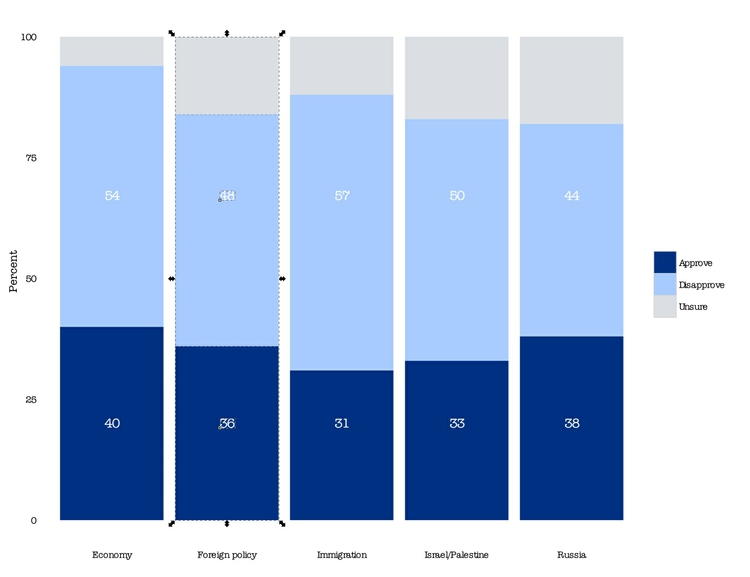 100
75
50
25
0
Percent
54 48 57 50 44
40 36 31 33 38
Economy Foreign policy Immigration Israel/Palestine Russia
Approve
Disapprove
Unsure